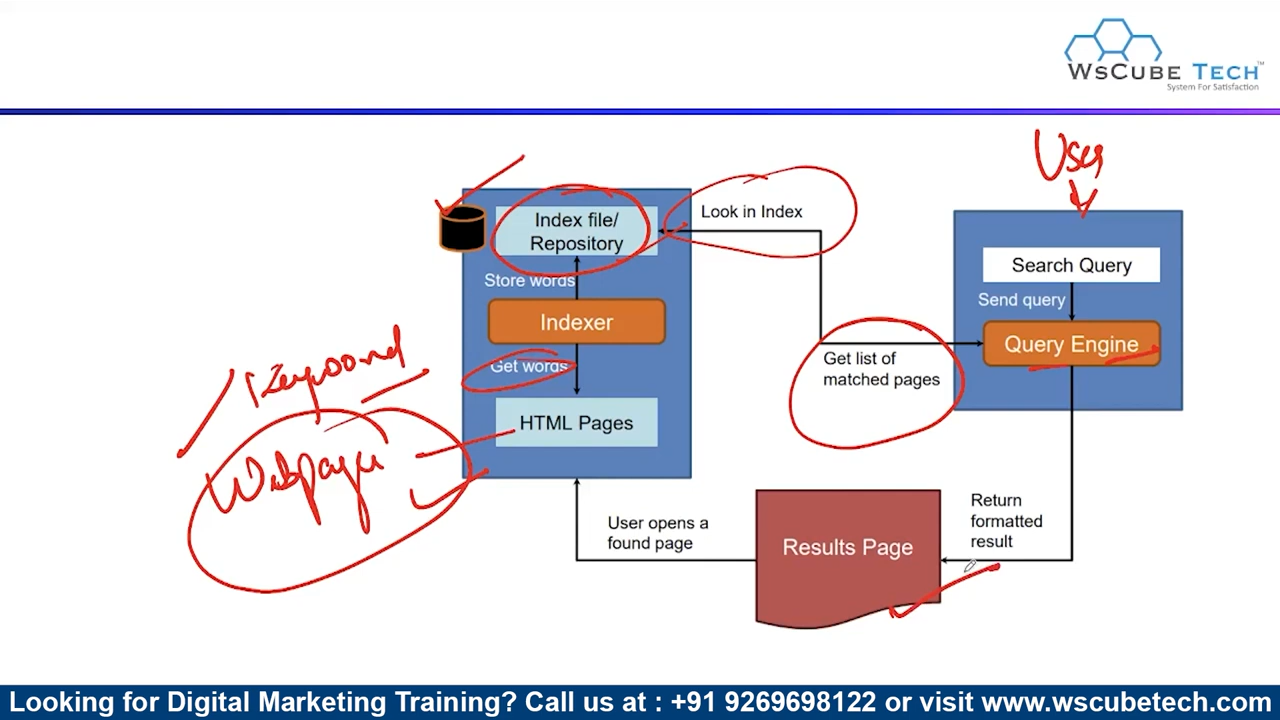 WSCUBE TECH™
System For Satisfaction
User
Index file/
Repository
Look in Index
Search Query
Store words
Send query
Indexer
Query Engine
Get words
Get list of
matched pages
Keyword
HTML Pages
Webpage
Return
formatted
result
User opens a
found page
Results Page
Looking for Digital Marketing Training? Call us at : +91 9269698122 or visit www.wscubetech.com